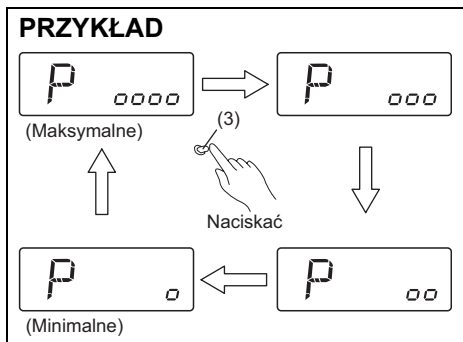 PRZYKŁAD
P oooo
P ooo
(Maksymalne)
(3)
Naciskać
P o
P oo
(Minimalne)